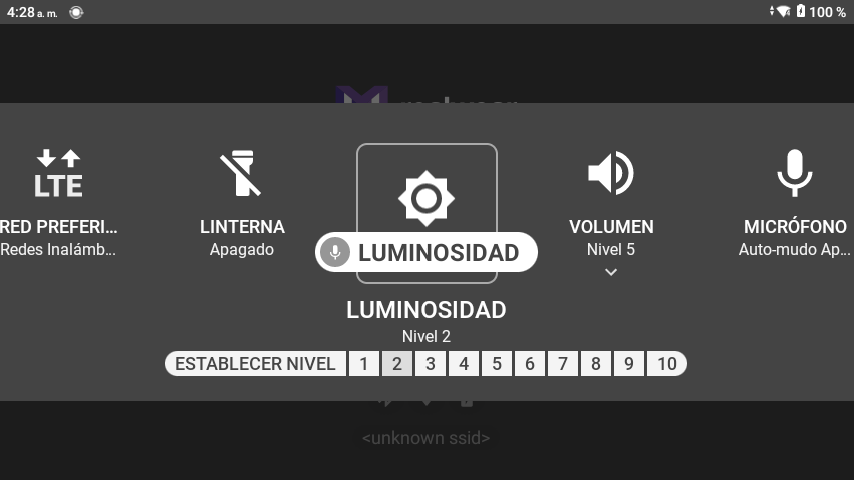 4:28 a. m.
100 %
LTE
RED PREFERI...
Redes Inalámb...
LINTERNA
Apagado
LUMINOSIDAD
VOLUMEN
Nivel 5
MICRÓFONO
Auto-mudo Ap...
LUMINOSIDAD
Nivel 2
ESTABLECER NIVEL 1 2 3 4 5 6 7 8 9 10
<unknown ssid>